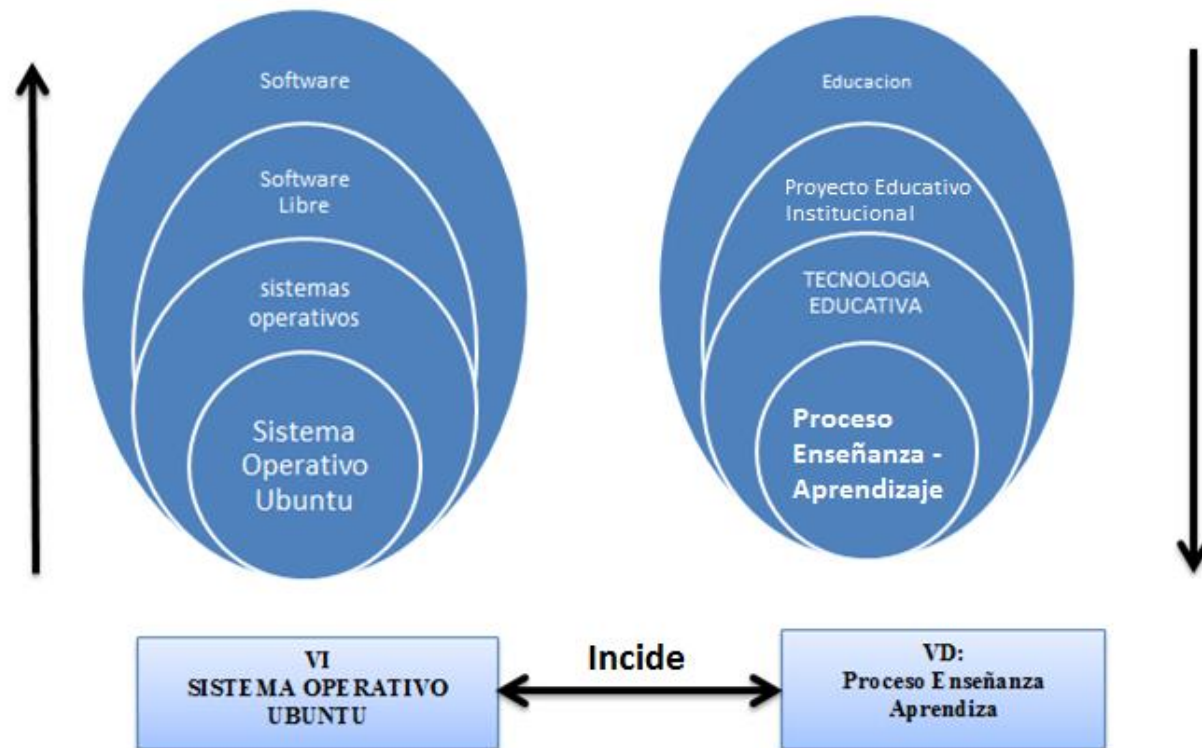 Software
Software
Libre
sistemas
operativos
Sistema
Operativo
Ubuntu
Educacion
Proyecto Educativo
Institucional
TECNOLOGIA
EDUCATIVA
Proceso
Enseñanza -
Aprendizaje
VI
SISTEMA OPERATIVO
UBUNTU
Incide
VD:
Proceso Enseñanza
Aprendiza